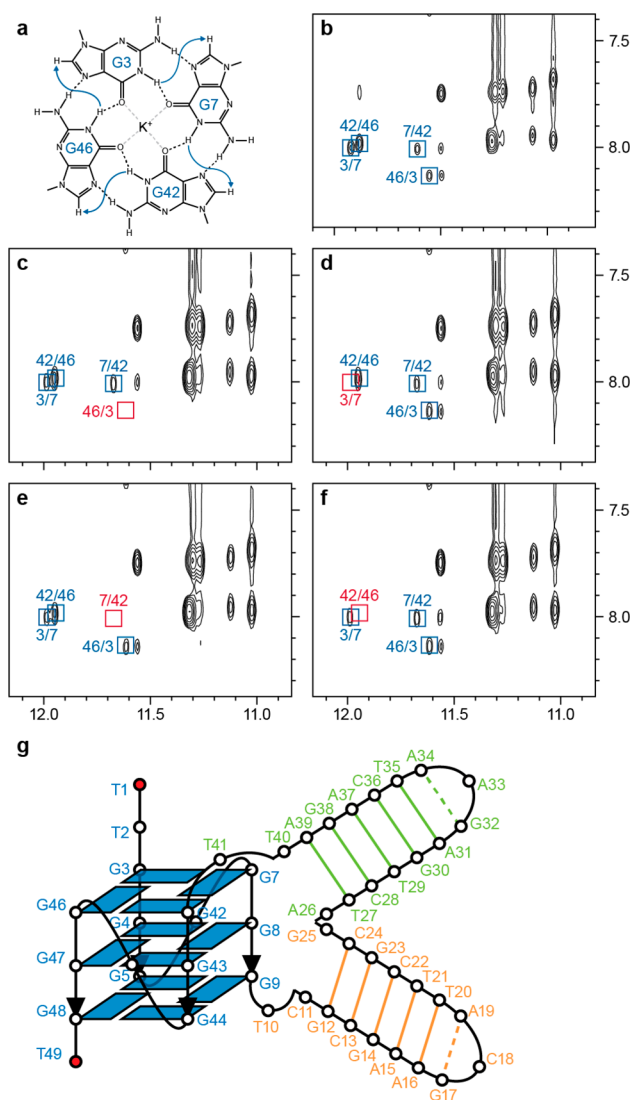 a
H
N
H
H
N
G3
N
N
H
N
O
H
N
N
O
G7
N
K+
G46
O
O
G42
b
42/46
3/7
7/42
46/3
7.5
8.0
c
42/46
3/7
7/42
46/3
d
42/46
3/7
7/42
46/3
7.5
8.0
e
42/46
3/7
7/42
46/3
12.0
11.5
11.0
f
42/46
3/7
7/42
46/3
7.5
8.0
12.0
11.5
11.0
g
T1
T2
G3
G46
G4
G47
G5
G48
T49
G7
G42
G8
G43
G9
G44
T10
T41
T40
A39
G38
A37
C36
T35
A34
A33
G32
A31
G30
T29
C28
T27
A26
G25
C24
G23
C22
T21
T20
A19
C18
G17
A16
A15
G14
C13
G12
C11